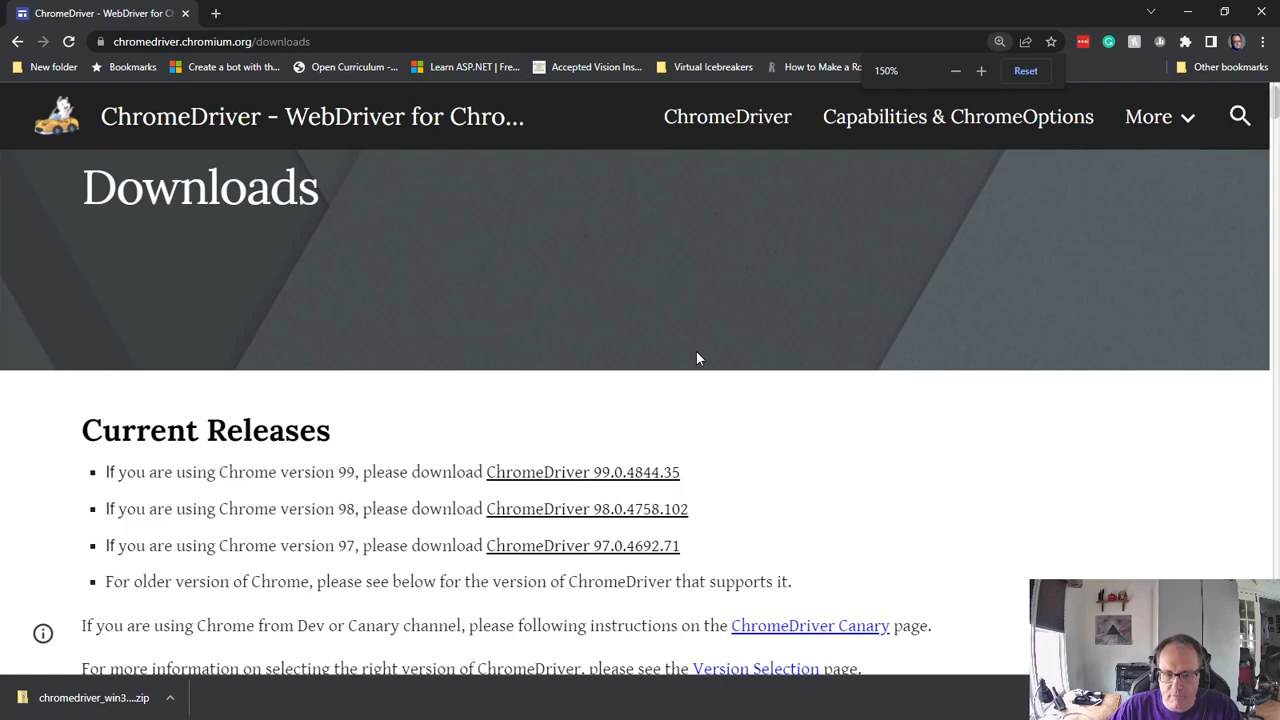 ChromeDriver - WebDriver for Ch
chromedriver.chromium.org/downloads
New folder Bookmarks Create a bot with th... Open Curriculum -... Learn ASP.NET | Fre... Accepted Vision Ins... Virtual Icebreakers How to Make a Ro Other bookmarks
150% Reset
ChromeDriver - WebDriver for Chro... ChromeDriver Capabilities & ChromeOptions More
Downloads
Current Releases
If you are using Chrome version 99, please download ChromeDriver 99.0.4844.35
If you are using Chrome version 98, please download ChromeDriver 98.0.4758.102
If you are using Chrome version 97, please download ChromeDriver 97.0.4692.71
For older version of Chrome, please see below for the version of ChromeDriver that supports it.
If you are using Chrome from Dev or Canary channel, please following instructions on the ChromeDriver Canary page.
For more information on selecting the right version of ChromeDriver, please see the Version Selection page.
chromedriver_win3....zip